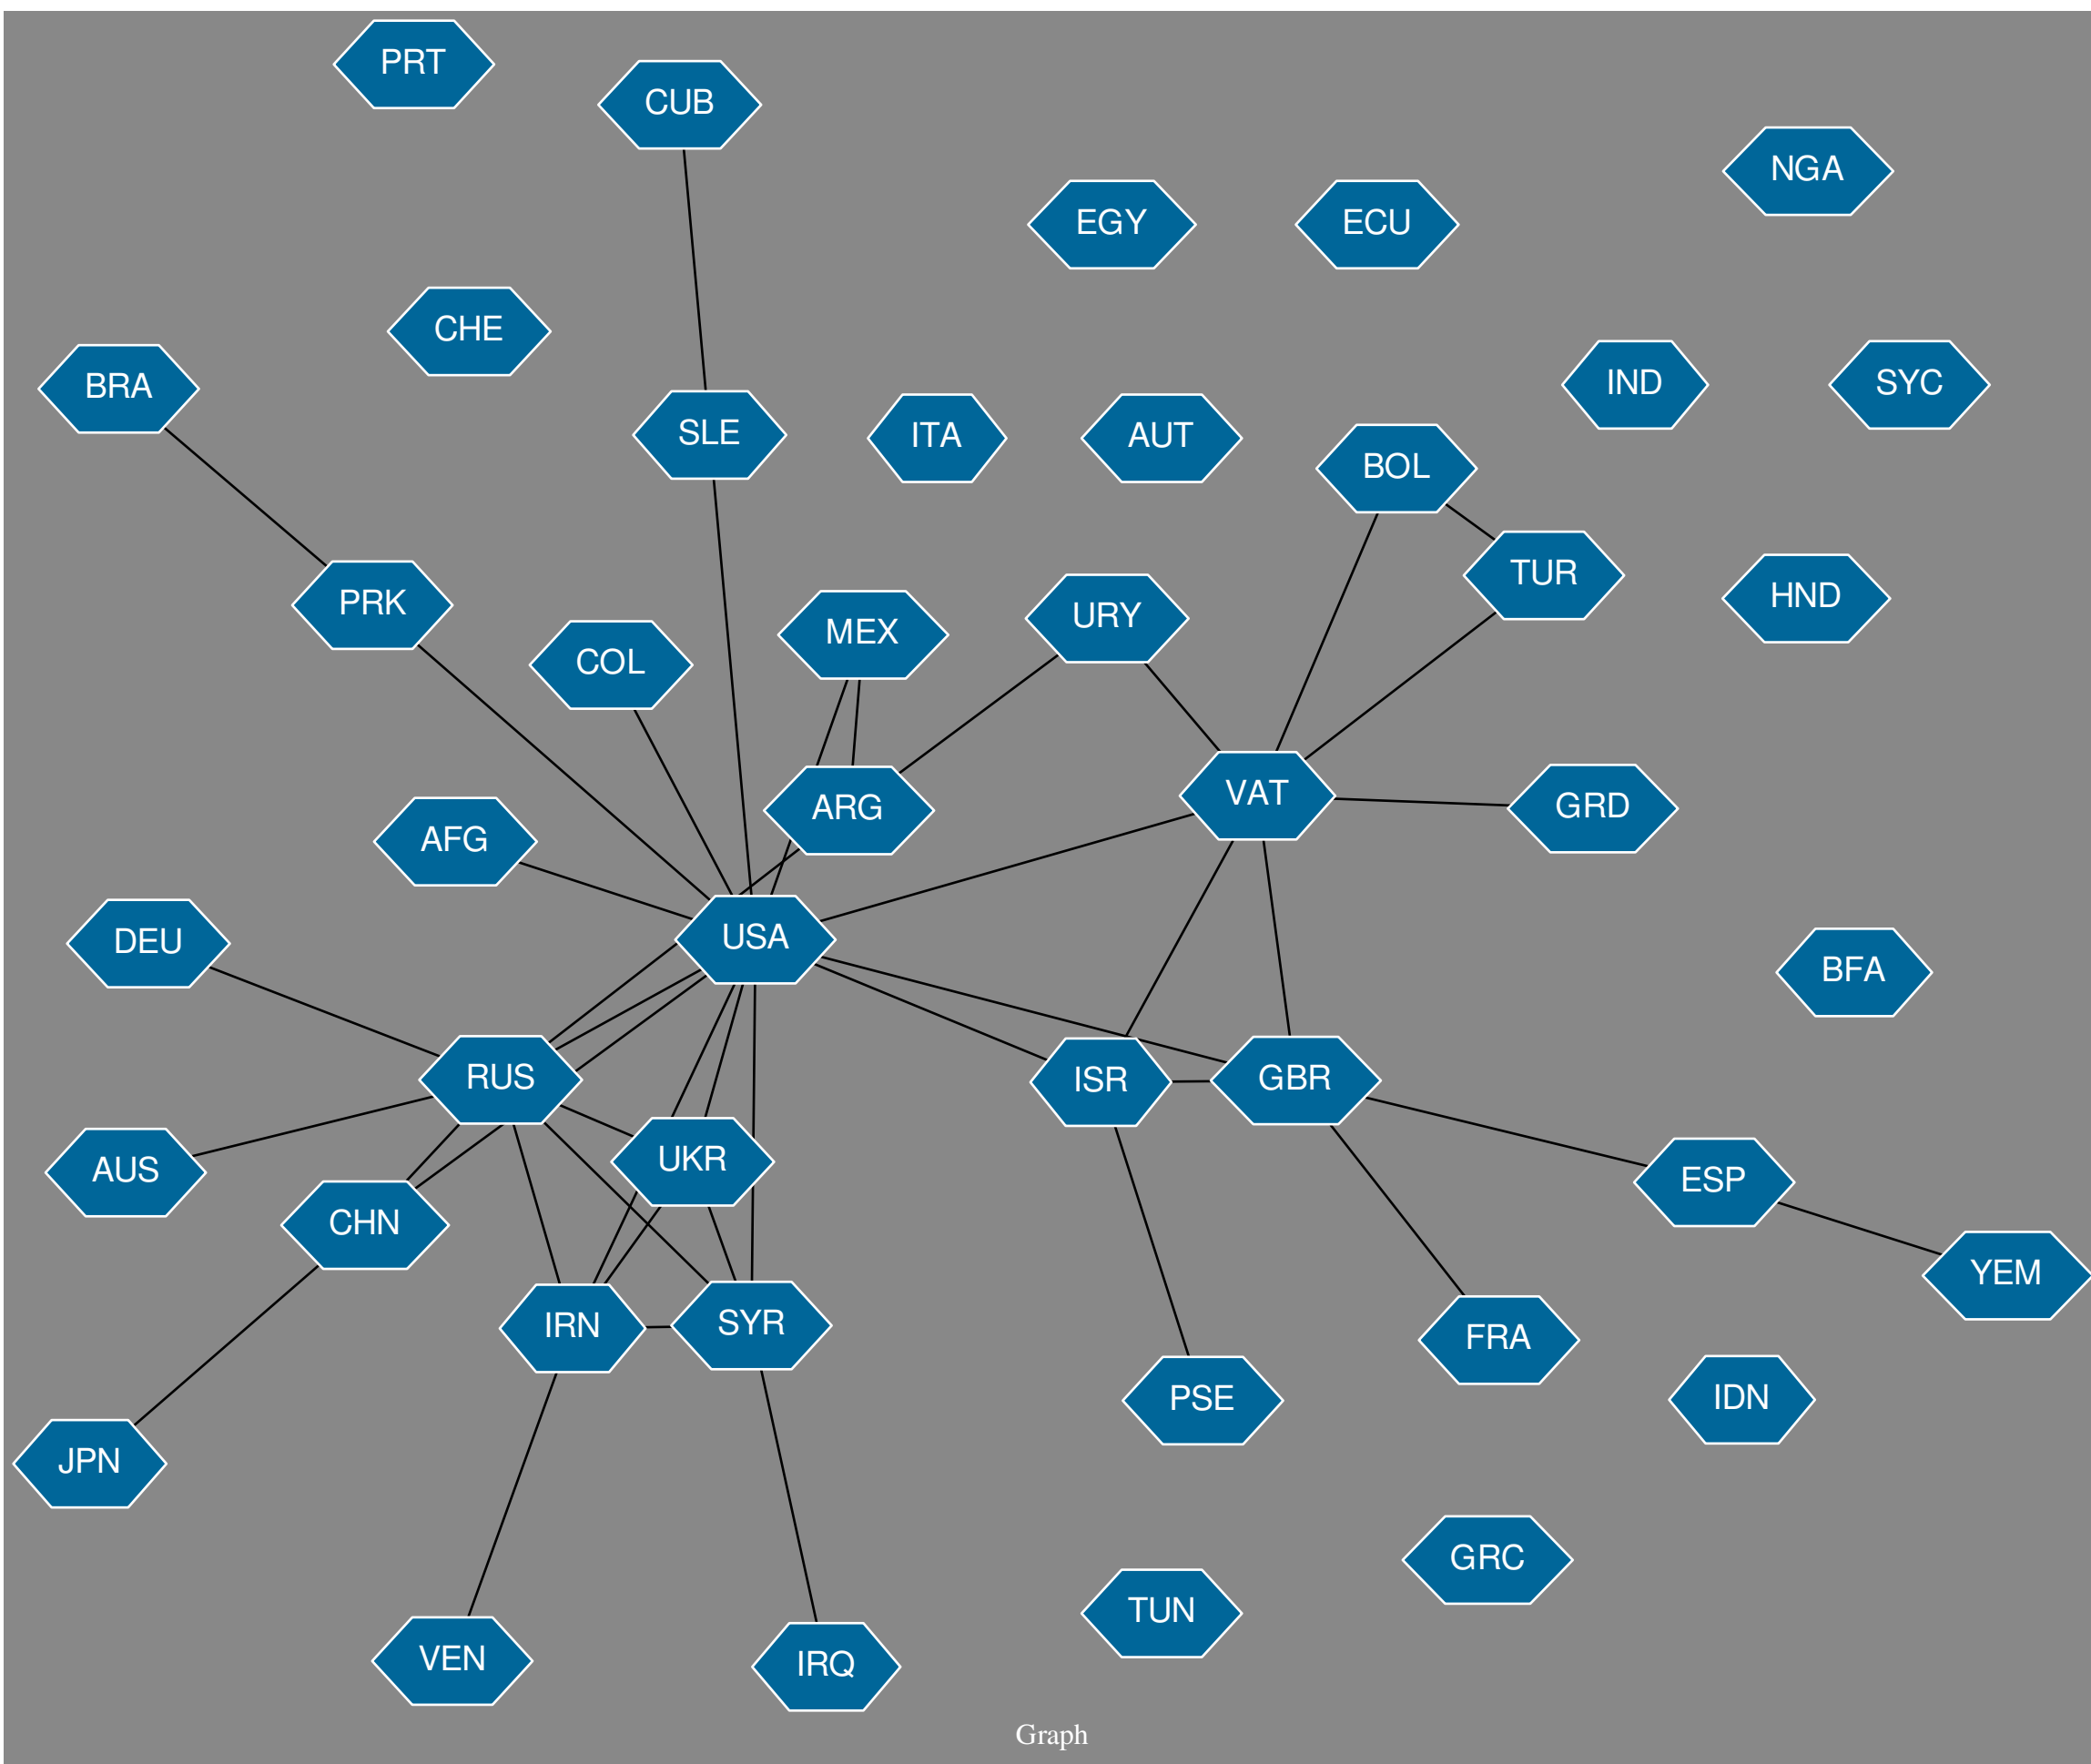 PRT
CUB
NGA
EGY
ECU
CHE
BRA
IND
SYC
SLE
ITA
AUT
BOL
TUR
PRK
HND
URY
MEX
COL
VAT
ARG
GRD
AFG
DEU
USA
BFA
RUS
ISR
GBR
UKR
AUS
ESP
CHN
YEM
IRN
SYR
FRA
PSE
IDN
JPN
GRC
TUN
VEN
IRQ
Graph